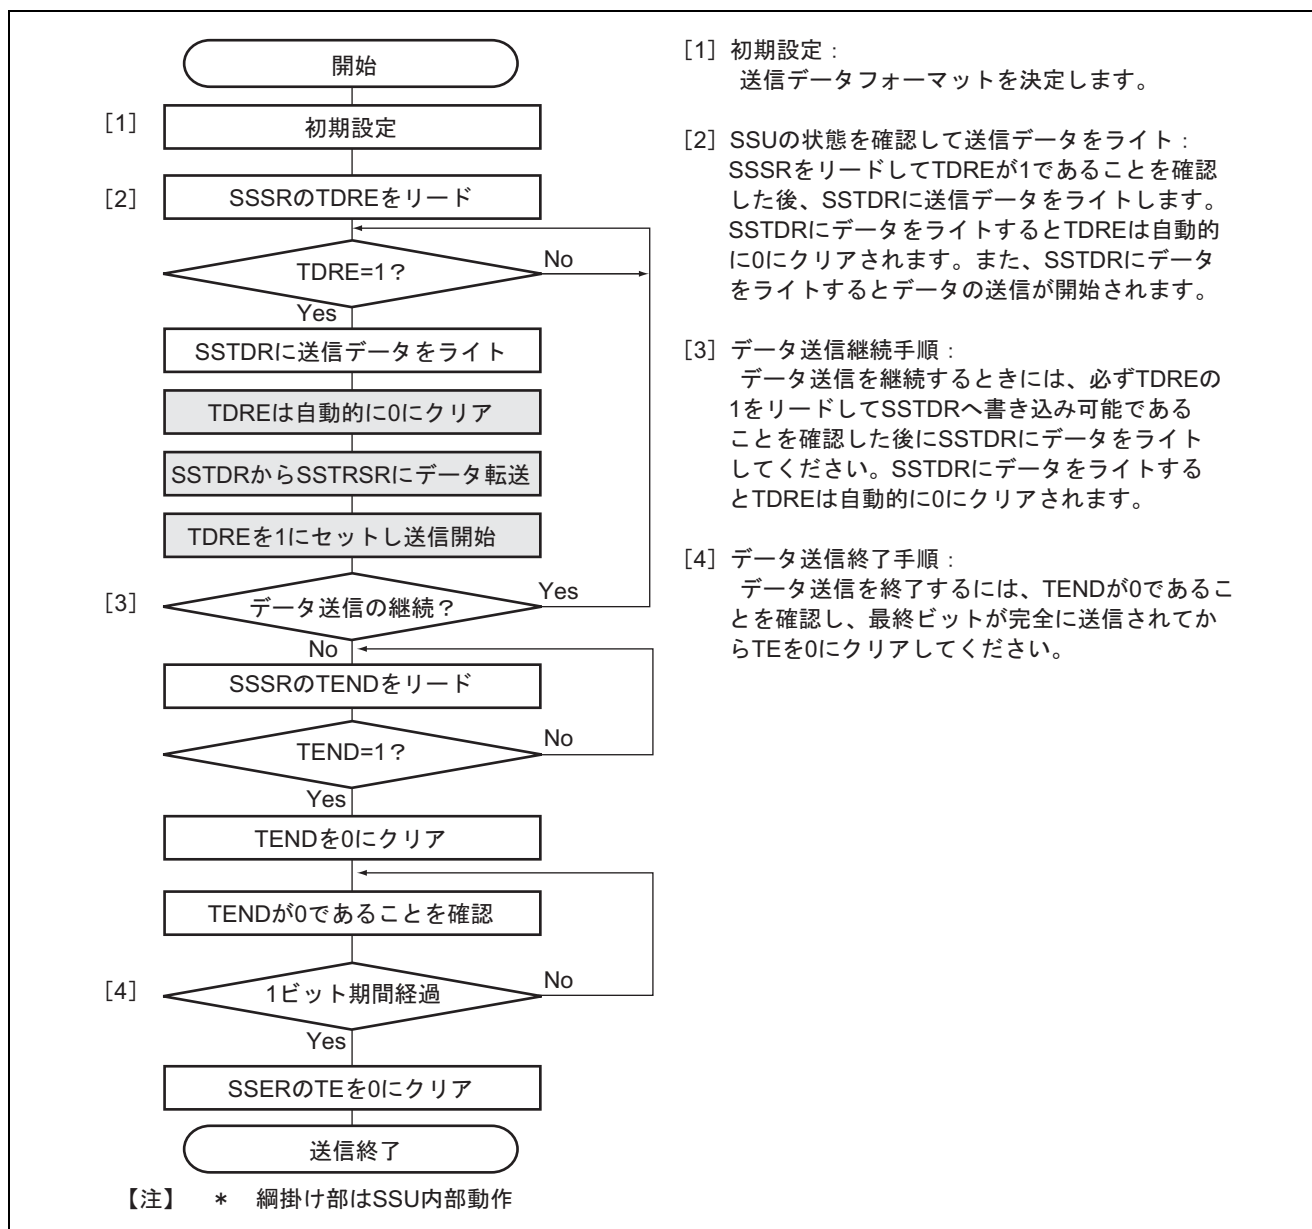 開始
[1] 初期設定
[2] SSSRのTDREをリード
TDRE=1？
No
Yes
SSTDRに送信データをライト
TDREは自動的に0にクリア
SSTDRからSSTRSRにデータ転送
TDREを1にセットし送信開始
[3] データ送信の継続？
Yes
No
SSSRのTENDをリード
TEND=1？
No
Yes
TENDを0にクリア
TENDが0であることを確認
[4] 1ビット期間経過
No
Yes
SSERのTEを0にクリア
送信終了
【注】 * 綱掛け部はSSU内部動作
[1] 初期設定：
送信データフォーマットを決定します。
[2] SSUの状態を確認して送信データをライト：
SSSRをリードしてTDREが1であることを確認
した後、SSTDRに送信データをライトします。
SSTDRにデータをライトするとTDREは自動的
に0にクリアされます。また、SSTDRにデータ
をライトするとデータの送信が開始されます。
[3] データ送信継続手順：
データ送信を継続するときには、必ずTDREの
1をリードしてSSTDRへ書き込み可能である
ことを確認した後にSSTDRにデータをライト
してください。SSTDRにデータをライトする
とTDREは自動的に0にクリアされます。
[4] データ送信終了手順：
データ送信を終了するには、TENDが0であるこ
とを確認し、最終ビットが完全に送信されてか
らTEを0にクリアしてください。